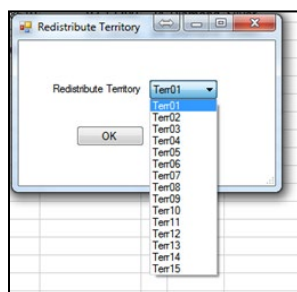 Redistribute Territory
Redistribute Territory Terr01
Terr01
Terr02
OK
Terr03
Terr04
Terr05
Terr06
Terr07
Terr08
Terr09
Terr10
Terr11
Terr12
Terr13
Terr14
Terr15